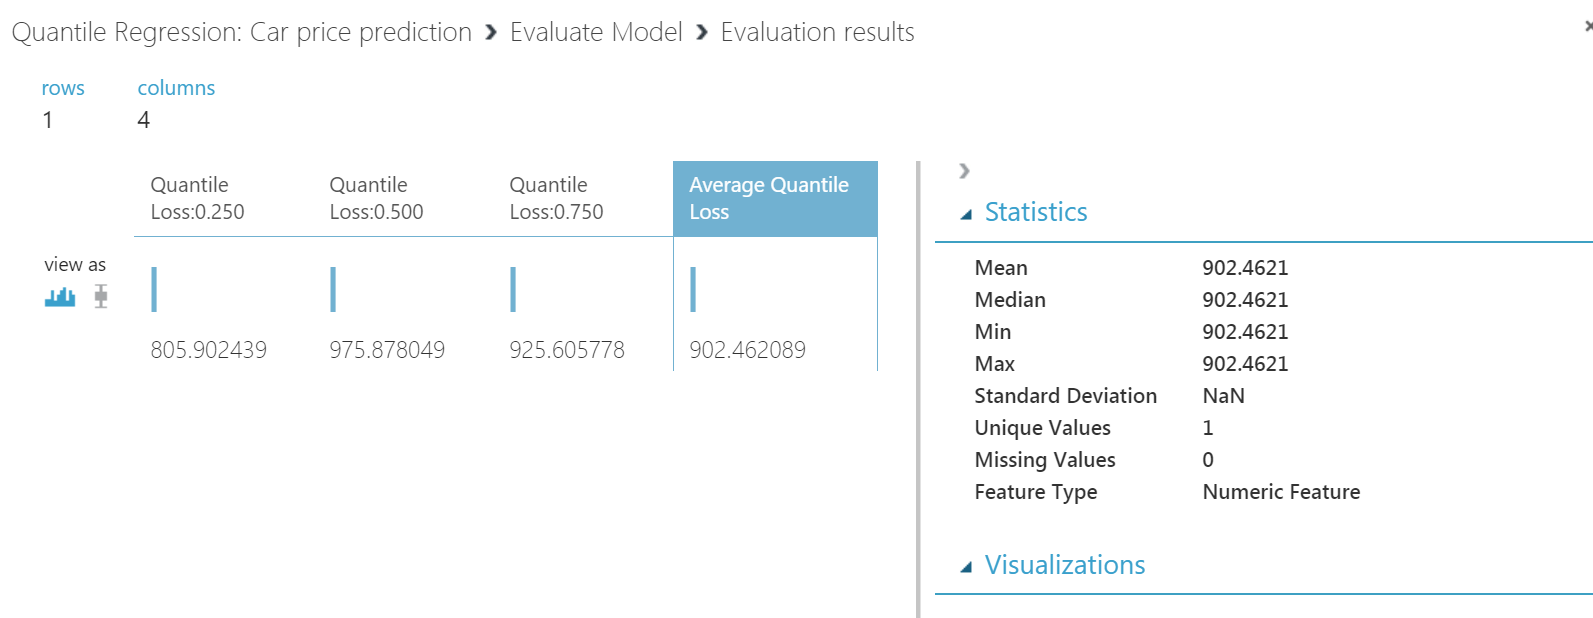 Quantile Regression: Car price prediction › Evaluate Model › Evaluation results
rows columns
1 4
Quantile Loss:0.250
Quantile Loss:0.500
Quantile Loss:0.750
Average Quantile Loss
view as
805.902439 975.878049 925.605778 902.462089
Statistics
Mean 902.4621
Median 902.4621
Min 902.4621
Max 902.4621
Standard Deviation NaN
Unique Values 1
Missing Values 0
Feature Type Numeric Feature
Visualizations